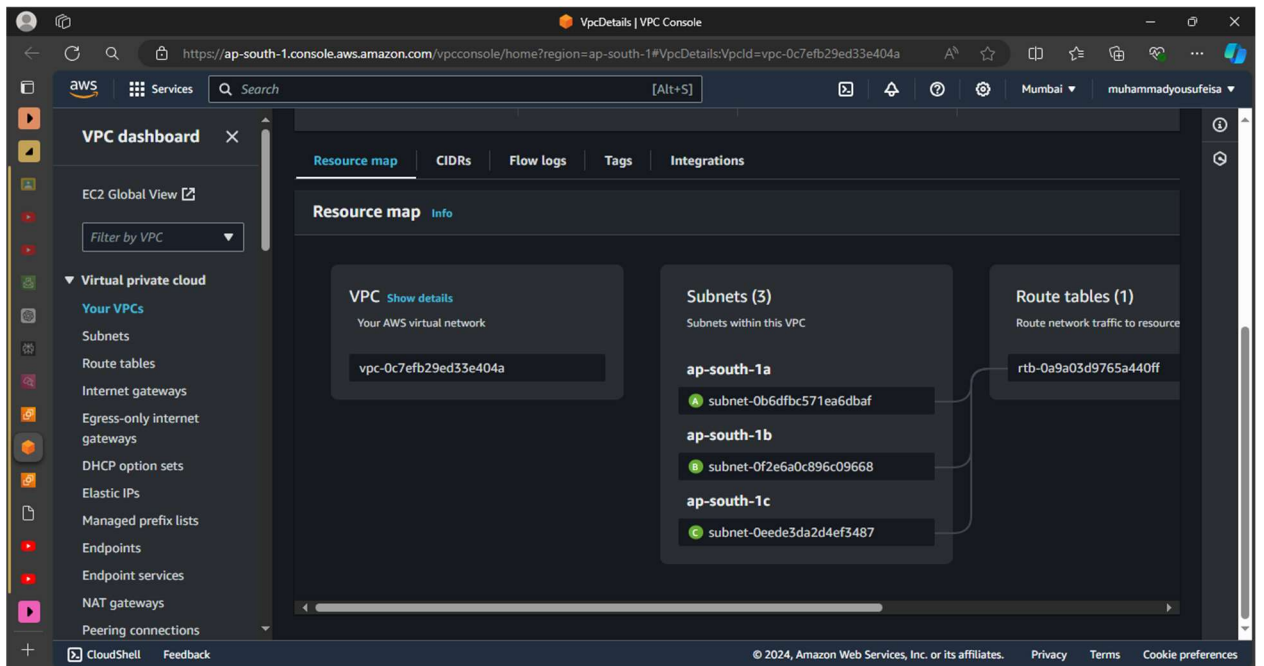 VpcDetails | VPC Console
https://ap-south-1.console.aws.amazon.com/vpcconsole/home?region=ap-south-1#VpcDetails:VpcId=vpc-0c7efb29ed33e404a
aws Services Search [Alt+S] Mumbai muhammadyousufeisa
VPC dashboard
EC2 Global View
Filter by VPC
Virtual private cloud
Your VPCs
Subnets
Route tables
Internet gateways
Egress-only internet
gateways
DHCP option sets
Elastic IPs
Managed prefix lists
Endpoints
Endpoint services
NAT gateways
Peering connections
Resource map CIDRs Flow logs Tags Integrations
Resource map Info
VPC Show details
Your AWS virtual network
vpc-0c7efb29ed33e404a
Subnets (3)
Subnets within this VPC
ap-south-1a
A subnet-0b6dfbc571ea6dbaf
ap-south-1b
B subnet-0f2e6a0c896c09668
ap-south-1c
C subnet-0eede3da2d4ef3487
Route tables (1)
Route network traffic to resource
rtb-0a9a03d9765a440ff
CloudShell Feedback © 2024, Amazon Web Services, Inc. or its affiliates. Privacy Terms Cookie preferences